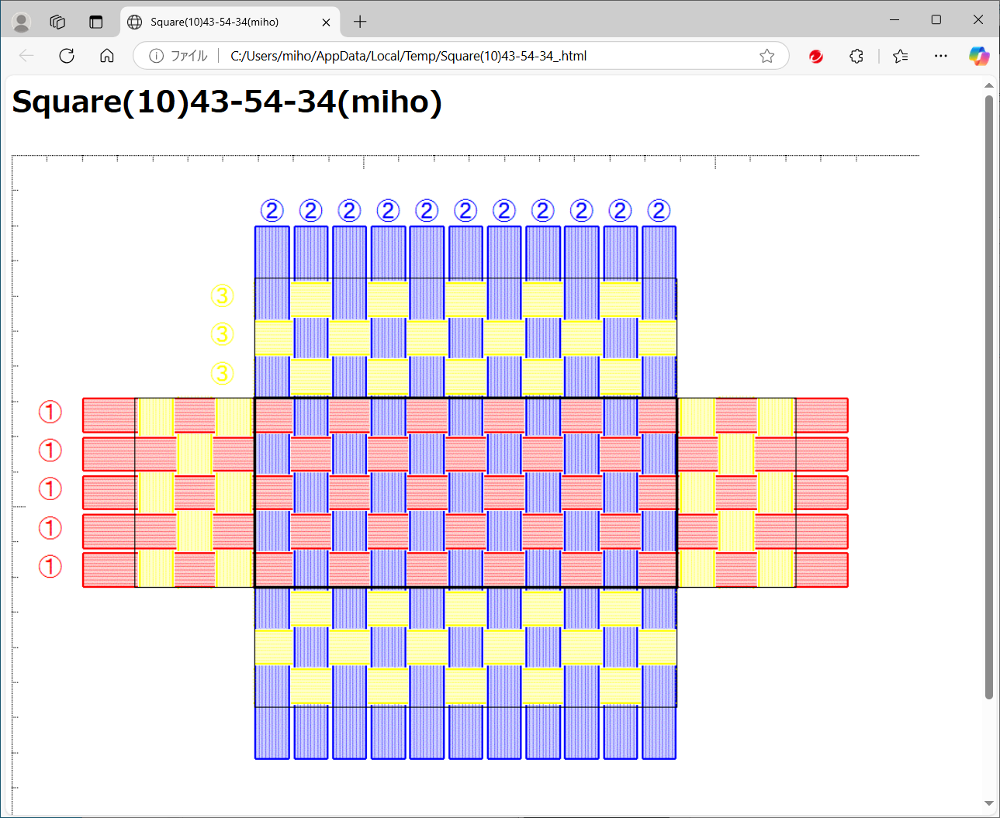 Square(10)43-54-34(miho)
ファイル C:/Users/miho/AppData/Local/Temp/Square(10)43-54-34_.html
Square(10)43-54-34(miho)
② ② ② ② ② ② ② ② ② ② ②
③
③
③
①
①
①
①
①